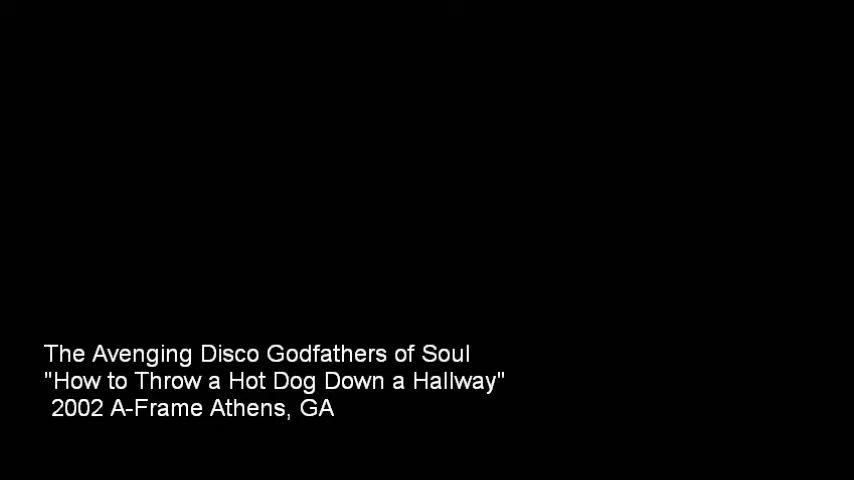 The Avenging Disco Godfathers of Soul
"How to Throw a Hot Dog Down a Hallway"
2002 A-Frame Athens, GA